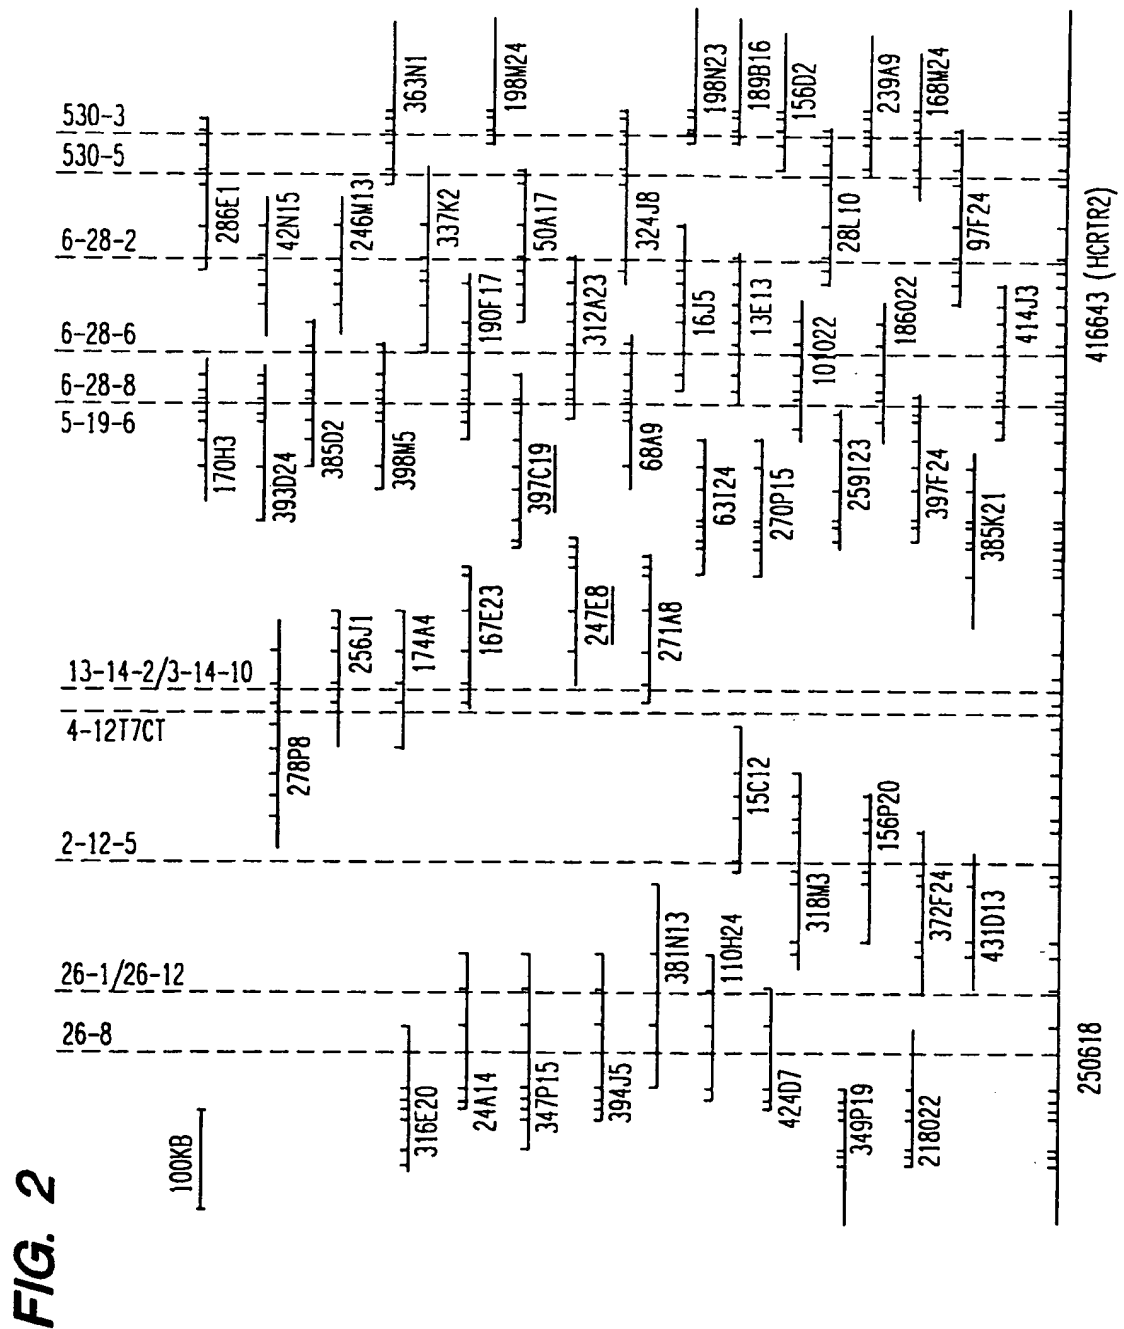 FIG. 2
100KB
26-8
26-1/26-12
2-12-5
4-12T7CT
13-14-2/3-14-10
5-19-6
6-28-8
6-28-6
6-28-2
530-5
530-3
316E20
24A14
347P15
394J5
381N13
110H24
424D7
349P19
218O22
278P8
15C12
318M3
156P20
372F24
431D13
256J1
174A4
167E23
247E8
271A8
170H3
393D24
385D2
398M5
397C19
68A9
63I24
270P15
259I23
397F24
385K21
286E1
42N15
246M13
337K2
190F17
50A17
312A23
324J8
16J5
13E13
101O22
28L10
186O22
97F24
414J3
363N1
198M24
198N23
189B16
156D2
239A9
168M24
250618
416643 (HCRTR2)